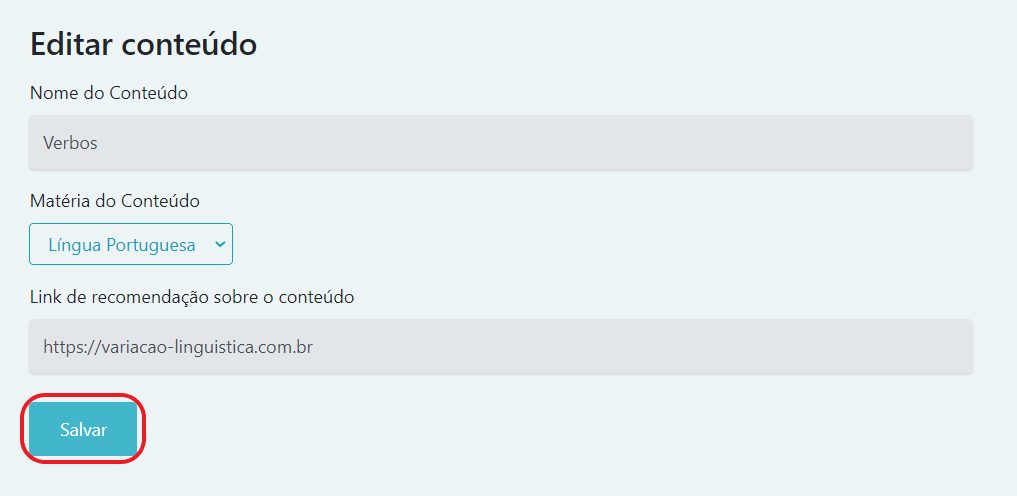 Editar conteúdo
Nome do Conteúdo
Verbos
Matéria do Conteúdo
Língua Portuguesa
Link de recomendação sobre o conteúdo
https://variacao-linguistica.com.br
Salvar